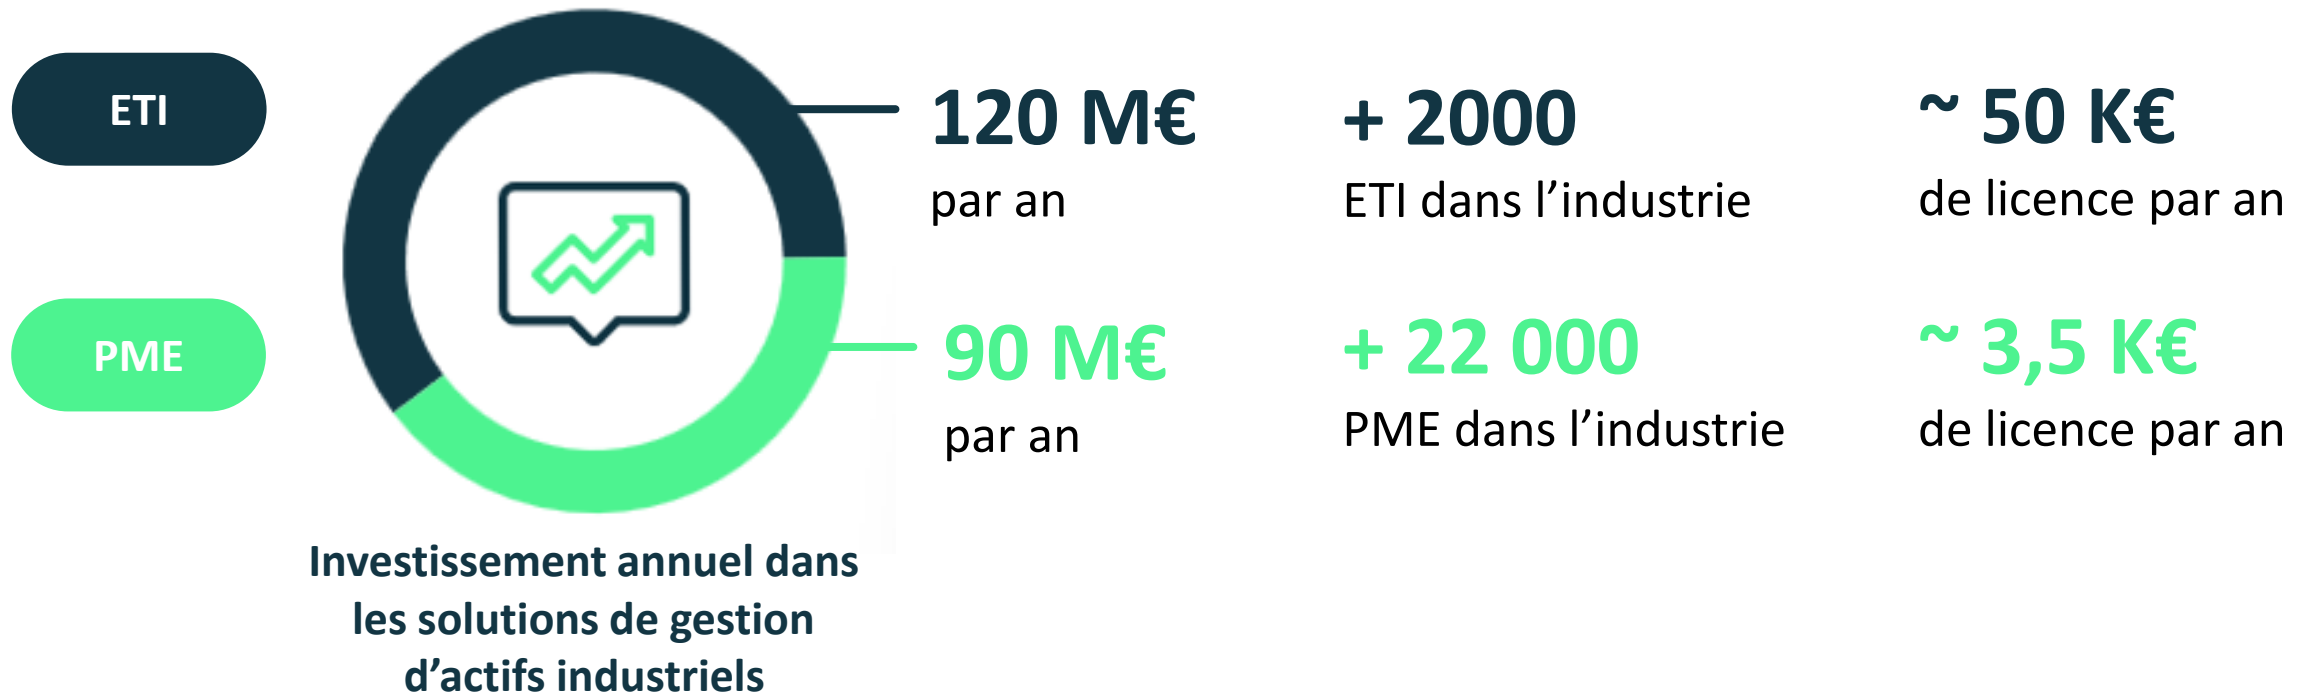 ETI
120 M€
par an
+ 2000
ETI dans l’industrie
~ 50 K€
de licence par an
PME
90 M€
par an
+ 22 000
PME dans l’industrie
~ 3,5 K€
de licence par an
Investissement annuel dans
les solutions de gestion
d’actifs industriels